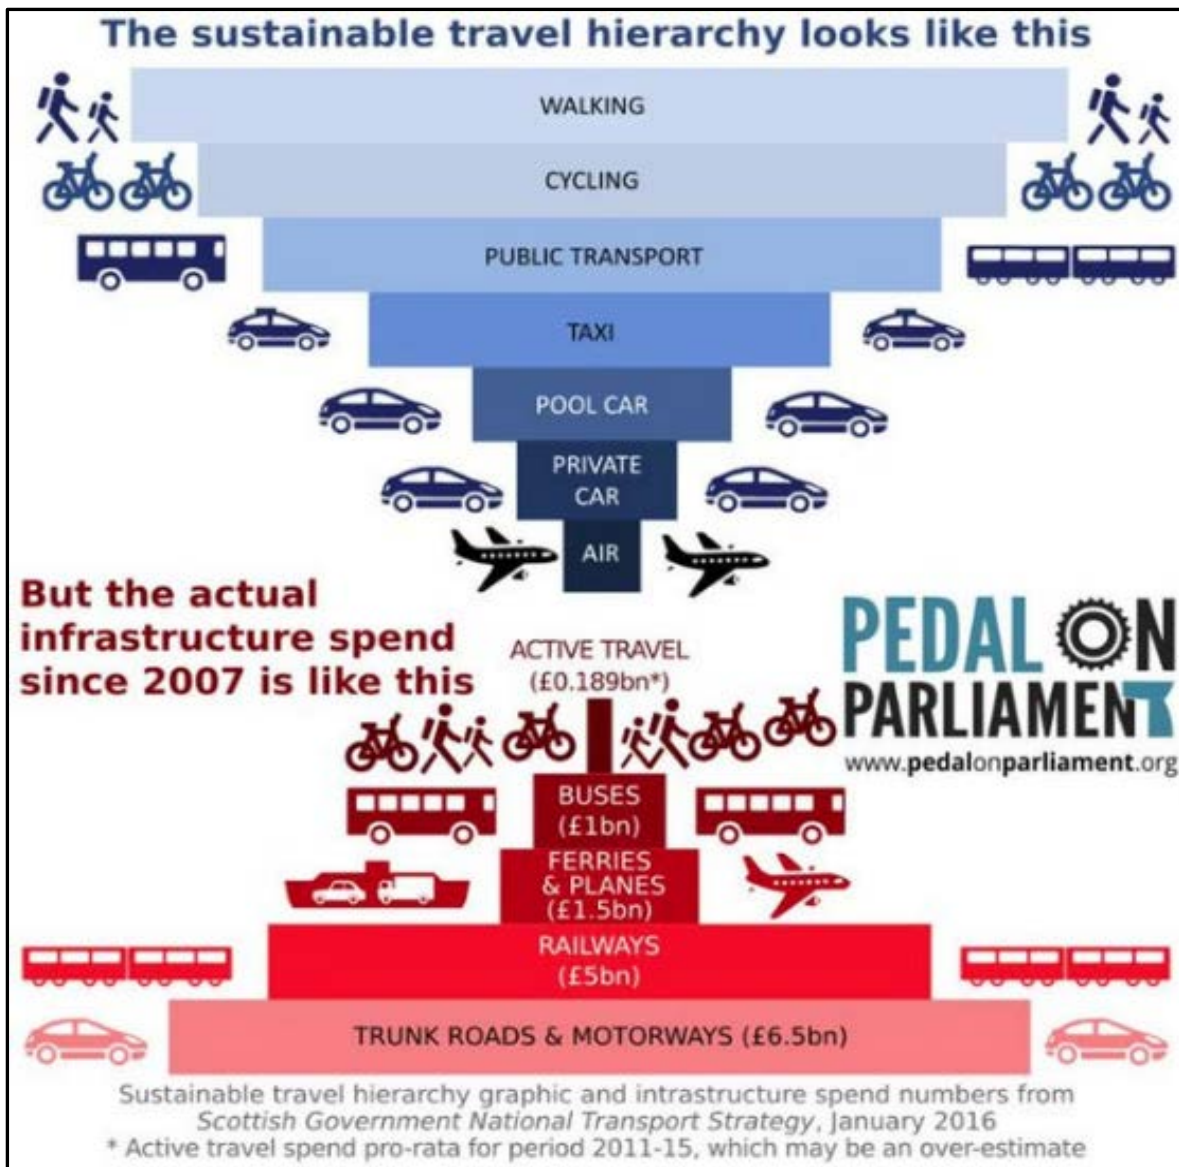 The sustainable travel hierarchy looks like this
WALKING
CYCLING
PUBLIC TRANSPORT
TAXI
POOL CAR
PRIVATE
CAR
AIR
But the actual
infrastructure spend
since 2007 is like this
ACTIVE TRAVEL
(£0.189bn*)
PEDAL ON
PARLIAMENT
www.pedalonparliament.org
BUSES
(£1bn)
FERRIES
& PLANES
(£1.5bn)
RAILWAYS
(£5bn)
TRUNK ROADS & MOTORWAYS (£6.5bn)
Sustainable travel hierarchy graphic and intrastructure spend numbers from
Scottish Government National Transport Strategy, January 2016
* Active travel spend pro-rata for period 2011-15, which may be an over-estimate